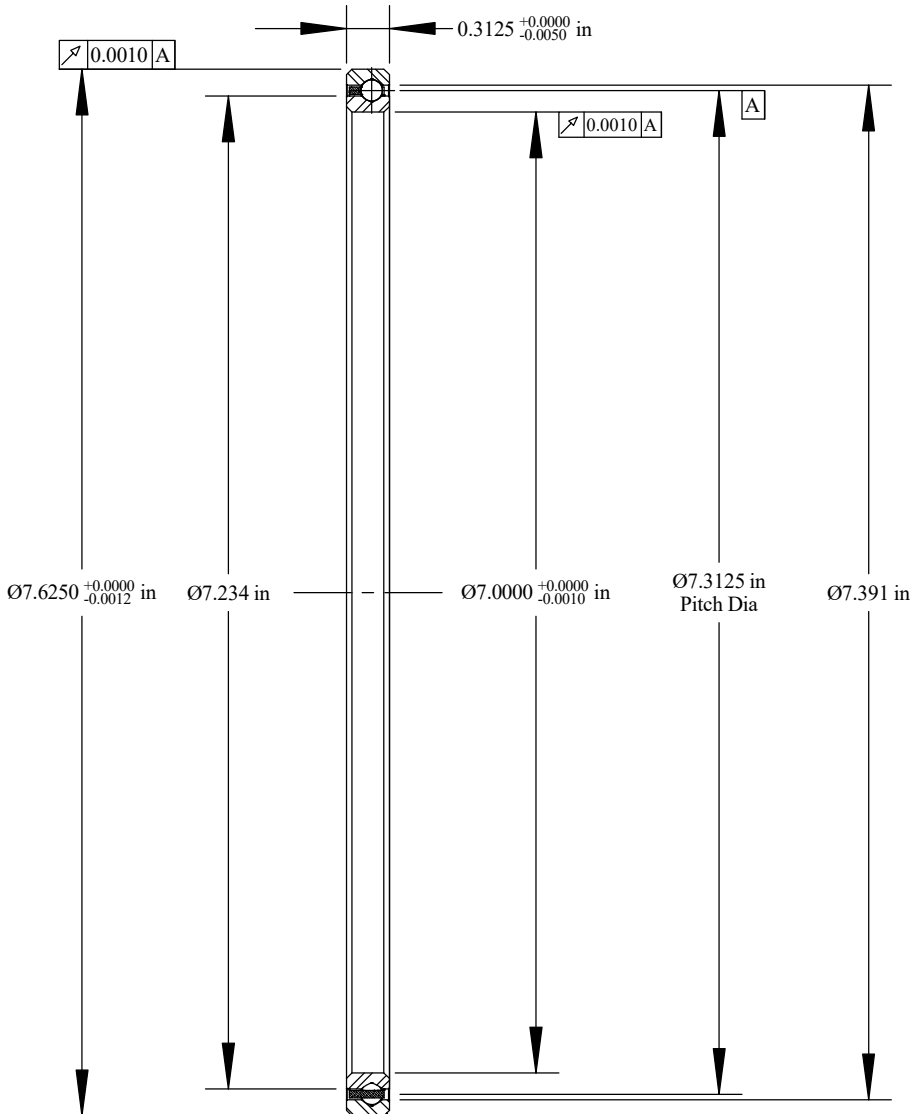 0.3125 +0.0000 -0.0050 in
0.0010 A
A
0.0010 A
Ø7.6250 +0.0000 -0.0012 in
Ø7.234 in
Ø7.0000 +0.0000 -0.0010 in
Ø7.3125 in
Pitch Dia
Ø7.391 in